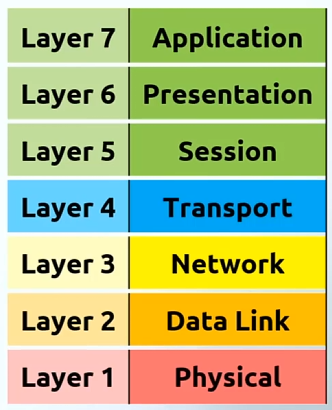 Layer 7 Application
Layer 6 Presentation
Layer 5 Session
Layer 4 Transport
Layer 3 Network
Layer 2 Data Link
Layer 1 Physical